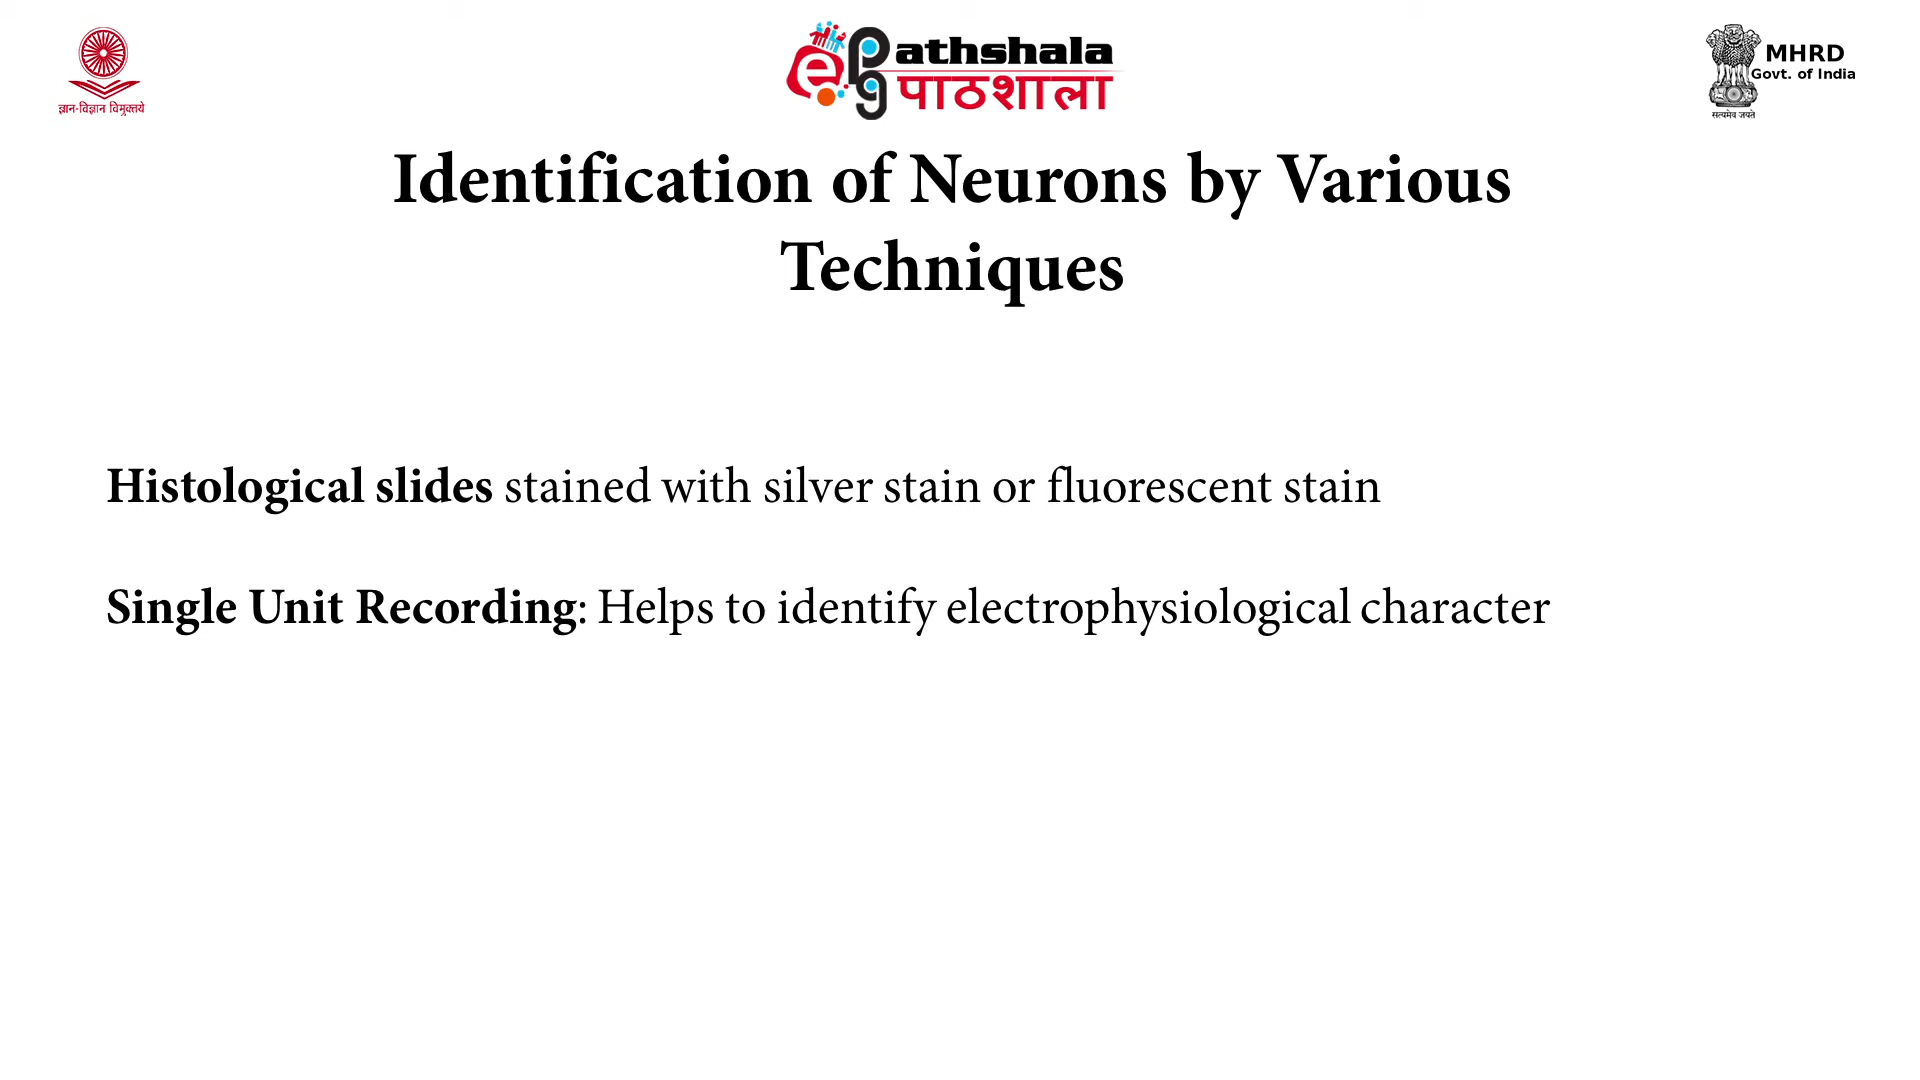 ज्ञान-विज्ञान विमुक्तये
e
pg
athshala
पाठशाला
MHRD
Govt. of India
सत्यमेव जयते
Identification of Neurons by Various
Techniques
Histological slides stained with silver stain or fluorescent stain
Single Unit Recording: Helps to identify electrophysiological character